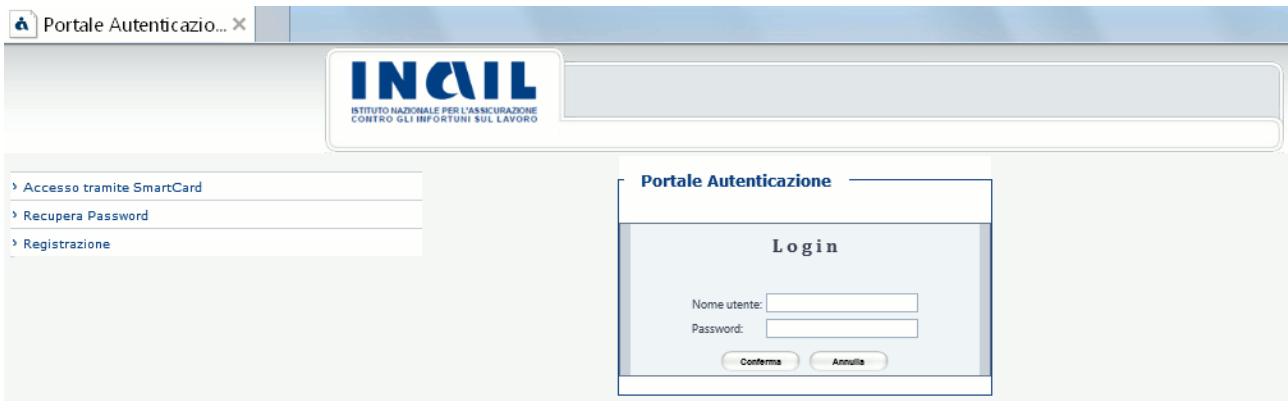 Portale Autenticazio...
INAIL
ISTITUTO NAZIONALE PER L'ASSICURAZIONE
CONTRO GLI INFORTUNI SUL LAVORO
Accesso tramite SmartCard
Recupera Password
Registrazione
Portale Autenticazione
Login
Nome utente:
Password:
Conferma Annulla